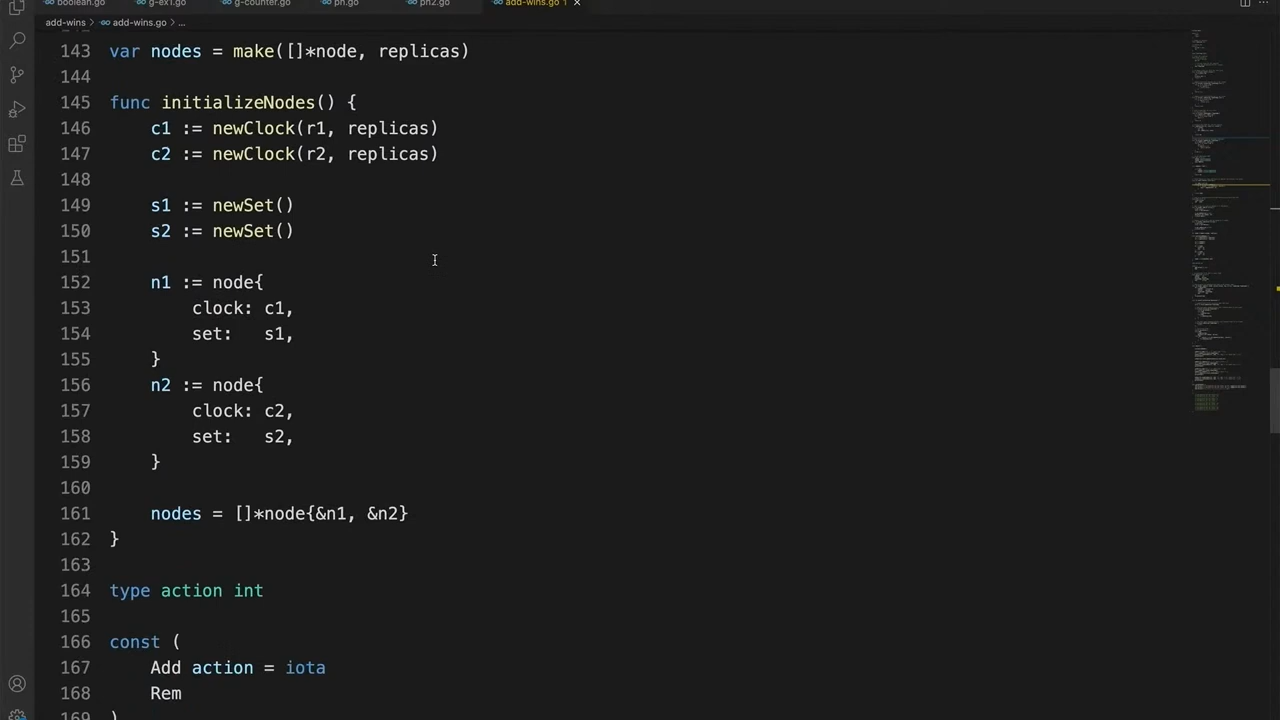 boolean.go g-ex1.go g-counter.go pn.go pn2.go add-wins.go 1 ×
add-wins > add-wins.go > ...
143 var nodes = make([]*node, replicas)
144
145 func initializeNodes() {
146 c1 := newClock(r1, replicas)
147 c2 := newClock(r2, replicas)
148
149 s1 := newSet()
150 s2 := newSet()
151
152 n1 := node{
153 clock: c1,
154 set: s1,
155 }
156 n2 := node{
157 clock: c2,
158 set: s2,
159 }
160
161 nodes = []*node{&n1, &n2}
162 }
163
164 type action int
165
166 const (
167 Add action = iota
168 Rem
169 )